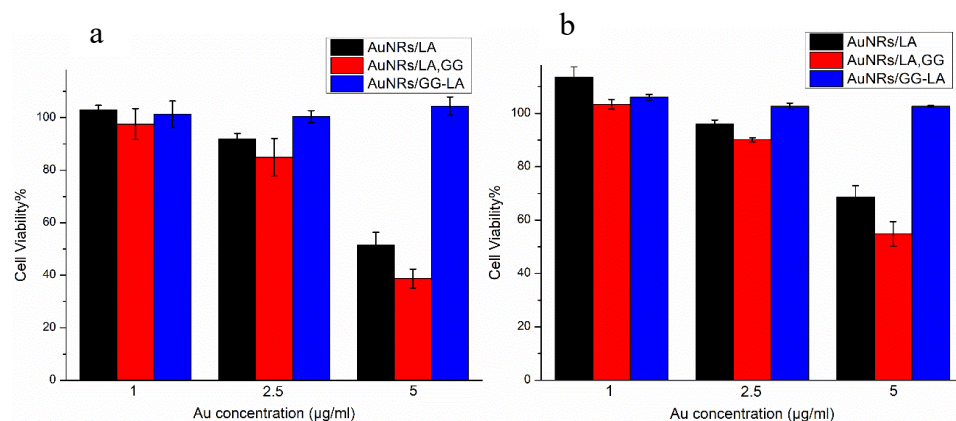 a
AuNRs/LA
AuNRs/LA,GG
AuNRs/GG-LA
Cell Viability%
100
80
60
40
20
0
1
2.5
5
Au concentration (μg/ml)
b
AuNRs/LA
AuNRs/LA,GG
AuNRs/GG-LA
Cell Viability%
100
80
60
40
20
0
1
2.5
5
Au concentration (μg/ml)